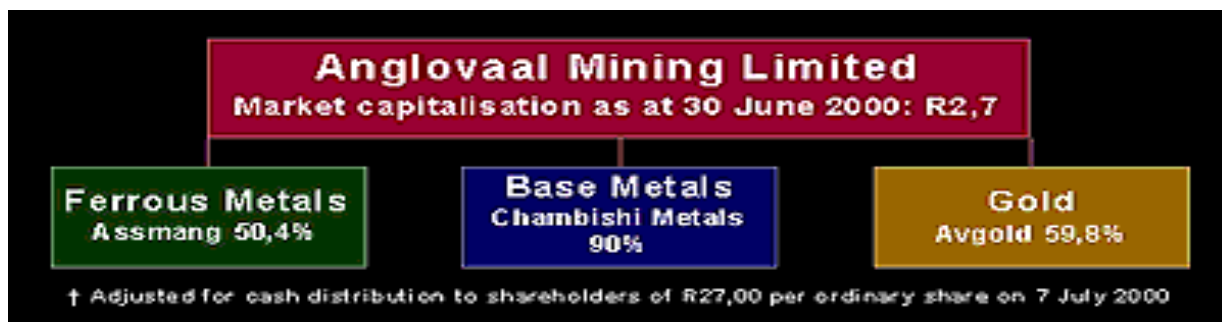 Anglovaal Mining Limited
Market capitalisation as at 30 June 2000: R2,7
Ferrous Metals
Assmang 50,4%
Base Metals
Chambishi Metals
90%
Gold
Avgold 59,8%
† Adjusted for cash distribution to shareholders of R27,00 per ordinary share on 7 July 2000